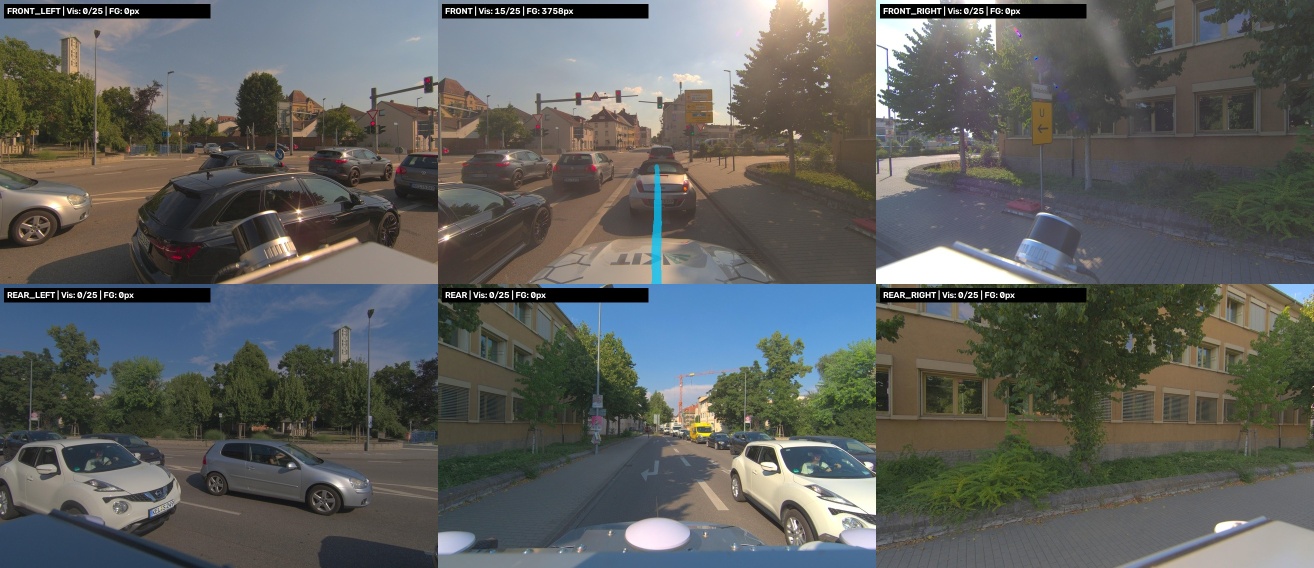 FRONT_LEFT | Vis: 0/25 | FG: 0px
FRONT | Vis: 15/25 | FG: 3758px
FRONT_RIGHT | Vis: 0/25 | FG: 0px
U
KIT
REAR_LEFT | Vis: 0/25 | FG: 0px
REAR | Vis: 0/25 | FG: 0px
REAR_RIGHT | Vis: 0/25 | FG: 0px